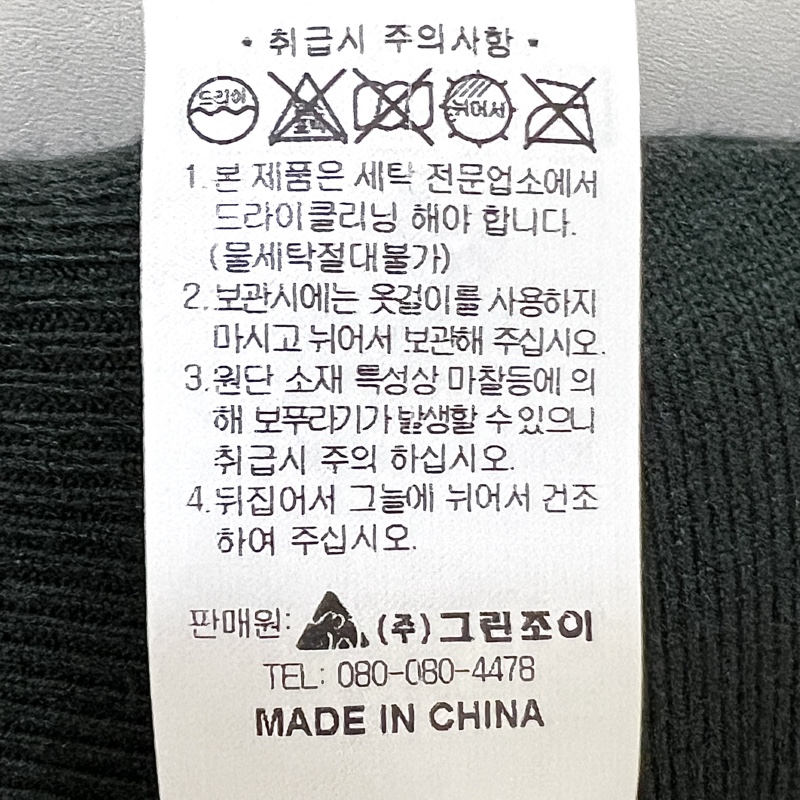 • 취급시 주의사항 •
드라이 염소 표백 뉘어서
1. 본 제품은 세탁 전문업소에서
드라이클리닝 해야 합니다.
(물세탁절대불가)
2. 보관시에는 옷걸이를 사용하지
마시고 뉘어서 보관해 주십시오.
3. 원단 소재 특성상 마찰등에 의
해 보푸라기가 발생할 수 있으니
취급시 주의 하십시오.
4. 뒤집어서 그늘에 뉘어서 건조
하여 주십시오.
판매원: (주)그린조이
TEL: 080-080-4478
MADE IN CHINA